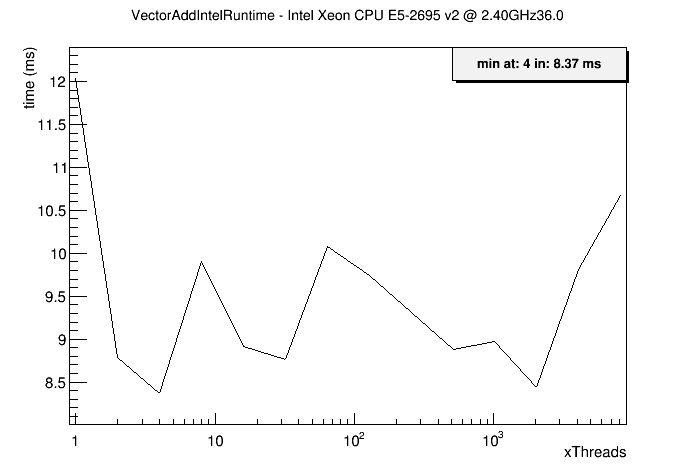 VectorAddIntelRuntime - Intel Xeon CPU E5-2695 v2 @ 2.40GHz36.0
min at: 4 in: 8.37 ms
time (ms)
12
11.5
11
10.5
10
9.5
9
8.5
1 10 10² 10³
xThreads